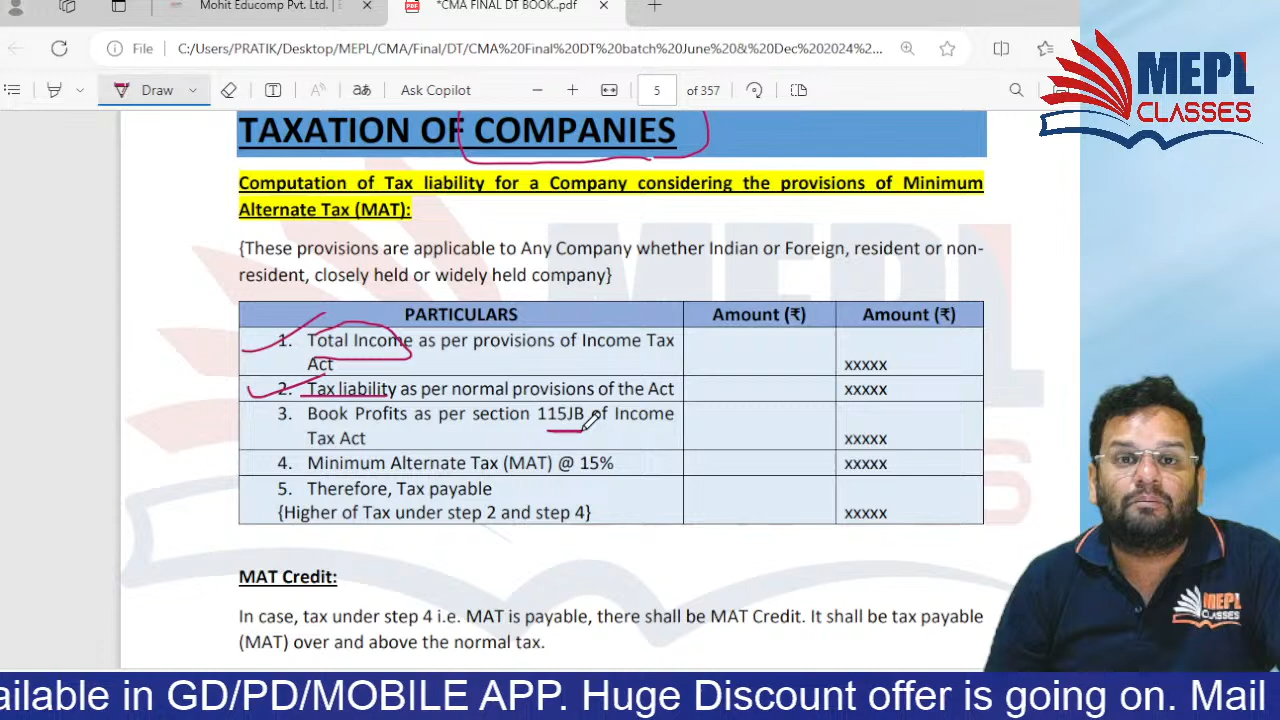 Mohit Educomp Pvt. Ltd. |
*CMA FINAL DT BOOK..pdf
File
C:/Users/PRATIK/Desktop/MEPL/CMA/Final/DT/CMA%20Final%20DT%20batch%20June%20&%20Dec%202024%2...
Draw
Ask Copilot
5
of 357
MEPL
CLASSES
TAXATION OF COMPANIES
Computation of Tax liability for a Company considering the provisions of Minimum
Alternate Tax (MAT):
{These provisions are applicable to Any Company whether Indian or Foreign, resident or non-
resident, closely held or widely held company}
PARTICULARS Amount (₹) Amount (₹)
1. Total Income as per provisions of Income Tax
Act xxxxx
2. Tax liability as per normal provisions of the Act xxxxx
3. Book Profits as per section 115JB of Income
Tax Act xxxxx
4. Minimum Alternate Tax (MAT) @ 15% xxxxx
5. Therefore, Tax payable
{Higher of Tax under step 2 and step 4} xxxxx
MAT Credit:
In case, tax under step 4 i.e. MAT is payable, there shall be MAT Credit. It shall be tax payable
(MAT) over and above the normal tax.
MEPL
CLASSES
ailable in GD/PD/MOBILE APP. Huge Discount offer is going on. Mail